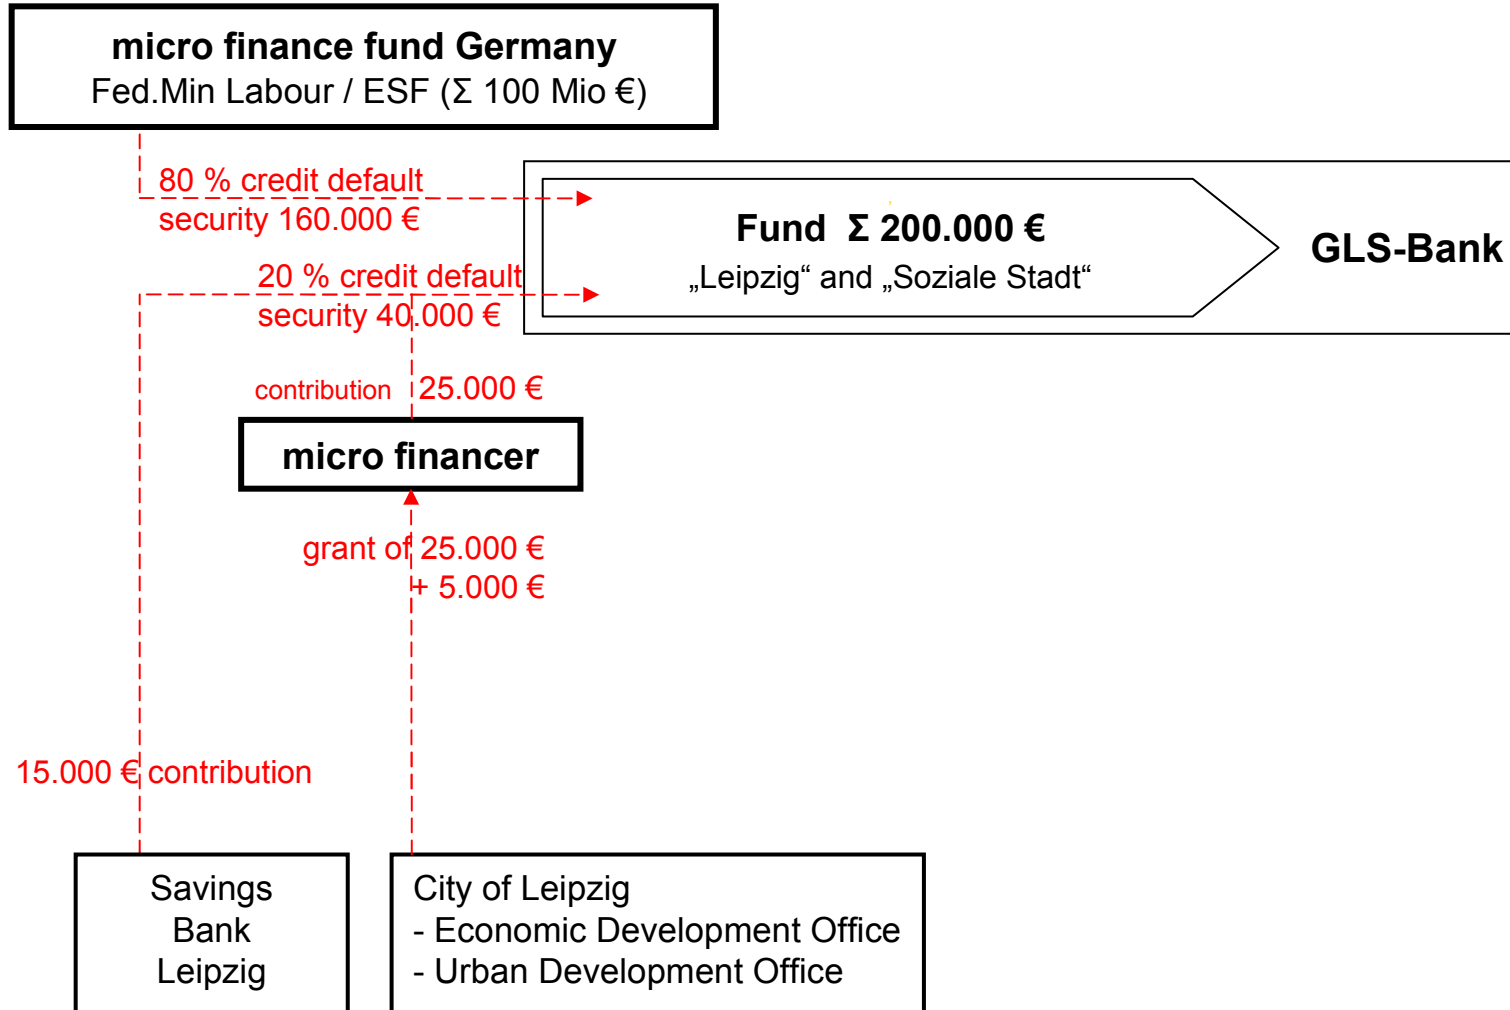 micro finance fund Germany
Fed.Min Labour / ESF (Σ 100 Mio €)
80 % credit default
security 160.000 €
Fund Σ 200.000 €
„Leipzig“ and „Soziale Stadt“
GLS-Bank
20 % credit default
security 40.000 €
contribution 25.000 €
micro financer
grant of 25.000 €
+ 5.000 €
15.000 € contribution
Savings
Bank
Leipzig
City of Leipzig
- Economic Development Office
- Urban Development Office